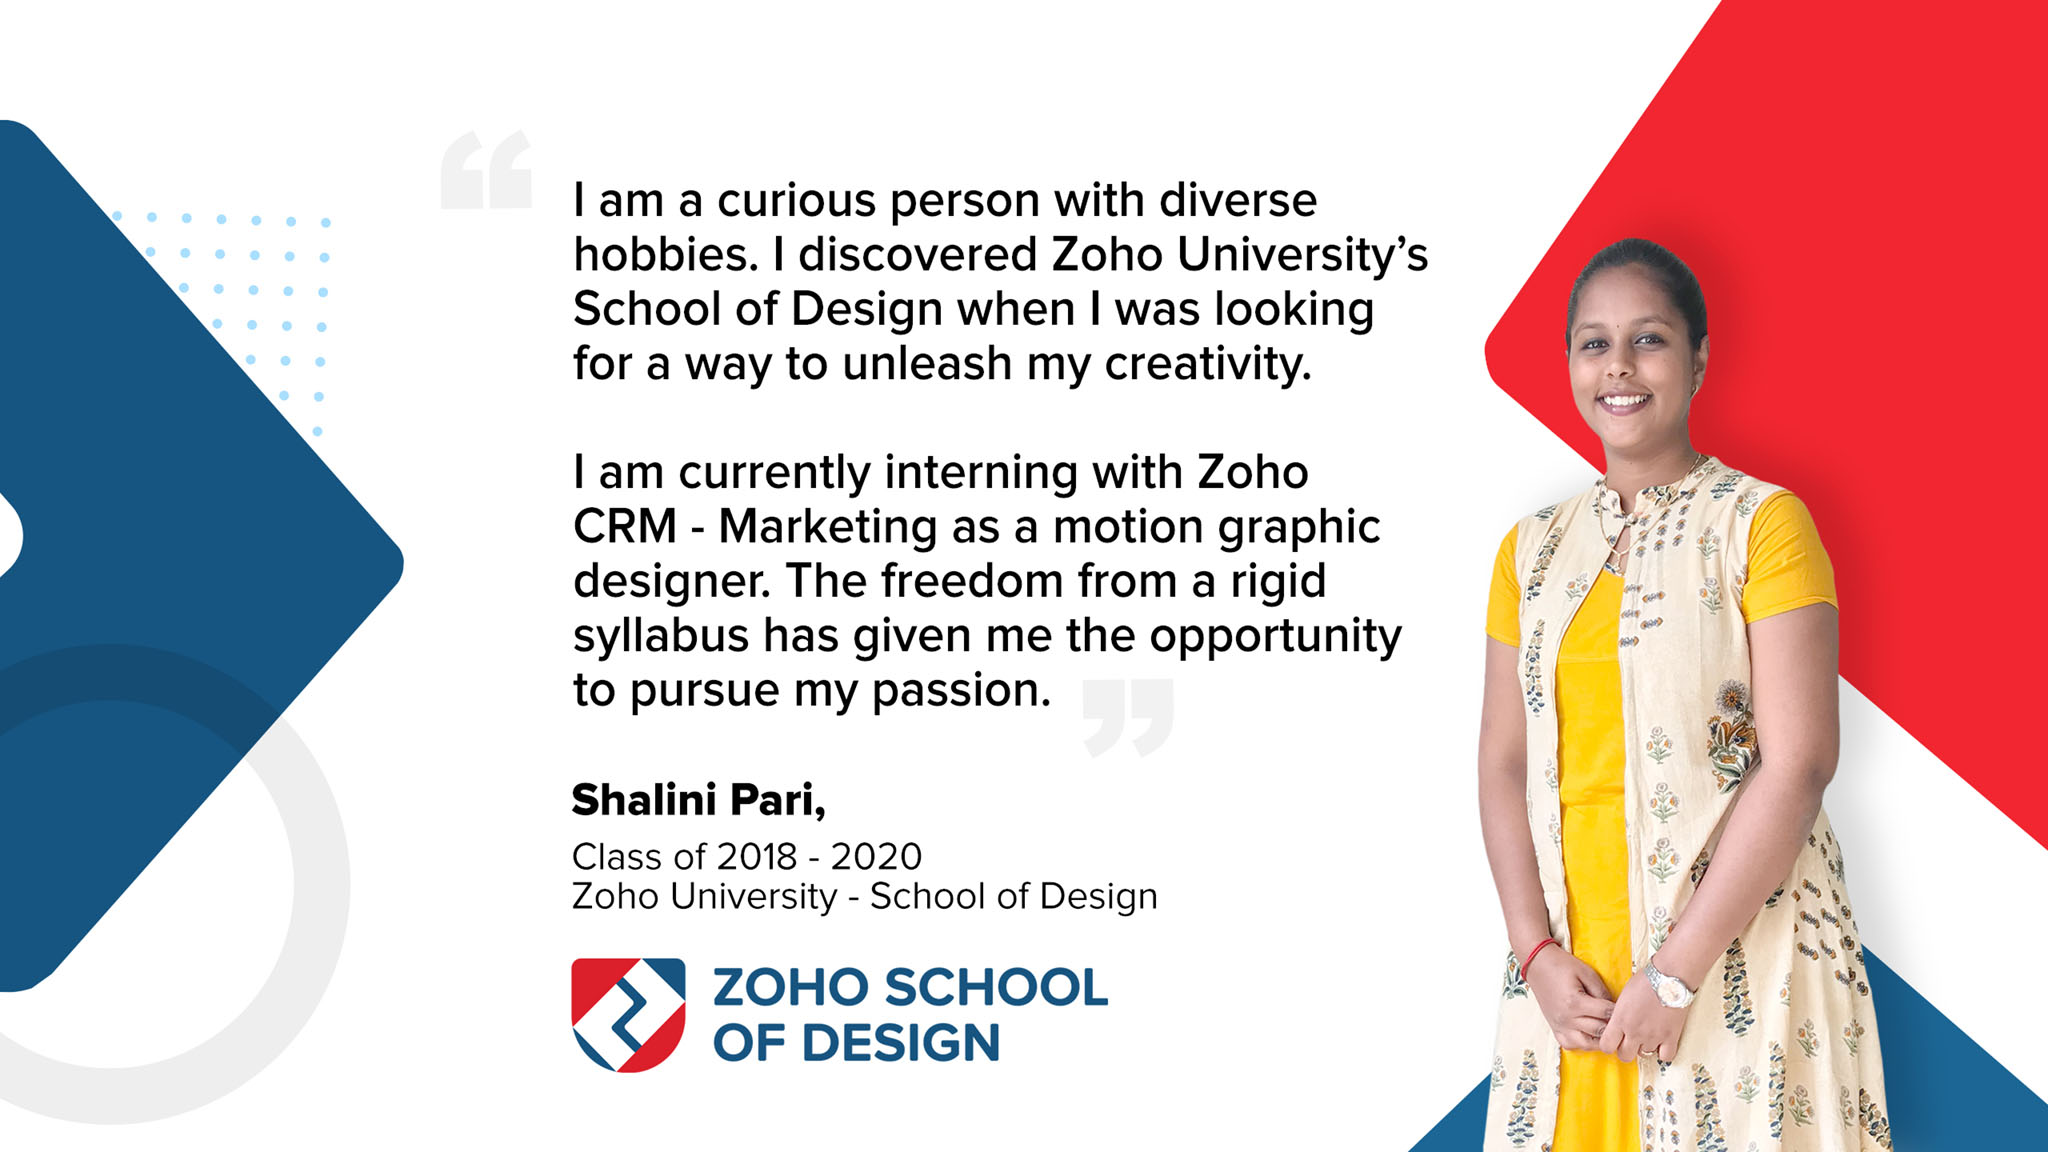 I am a curious person with diverse
hobbies. I discovered Zoho University’s
School of Design when I was looking
for a way to unleash my creativity.
I am currently interning with Zoho
CRM - Marketing as a motion graphic
designer. The freedom from a rigid
syllabus has given me the opportunity
to pursue my passion.
Shalini Pari,
Class of 2018 - 2020
Zoho University - School of Design
ZOHO SCHOOL
OF DESIGN